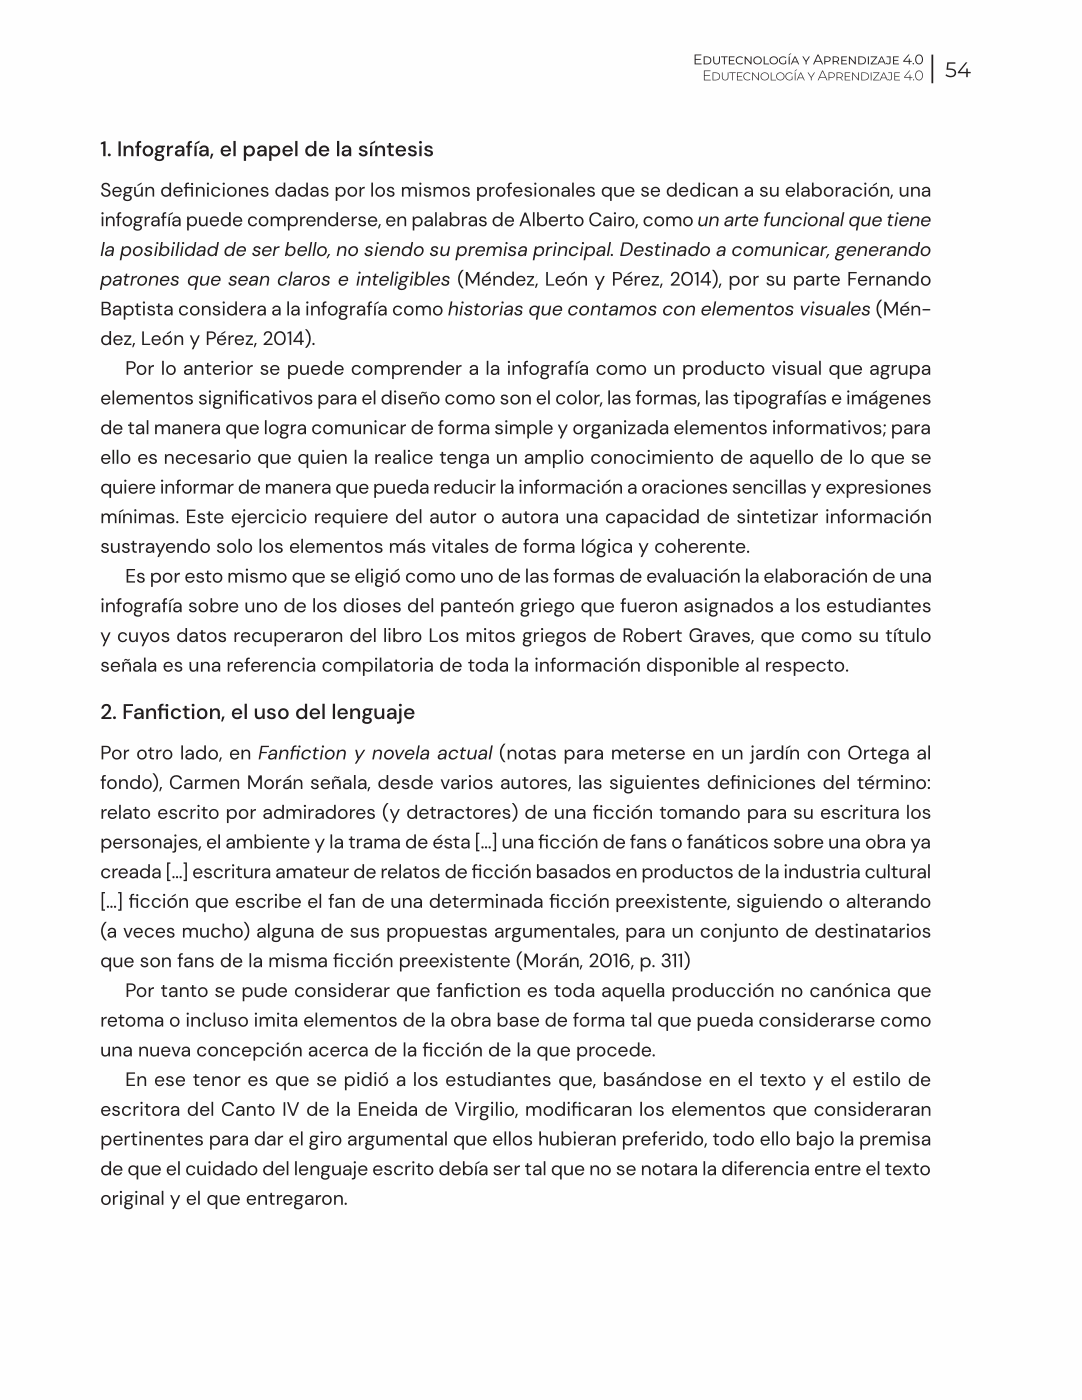 Edutecnología y Aprendizaje 4.0
Edutecnología y Aprendizaje 4.0
54
1. Infografía, el papel de la síntesis
Según definiciones dadas por los mismos profesionales que se dedican a su elaboración, una
infografía puede comprenderse, en palabras de Alberto Cairo, como un arte funcional que tiene
la posibilidad de ser bello, no siendo su premisa principal. Destinado a comunicar, generando
patrones que sean claros e inteligibles (Méndez, León y Pérez, 2014), por su parte Fernando
Baptista considera a la infografía como historias que contamos con elementos visuales (Mén-
dez, León y Pérez, 2014).
Por lo anterior se puede comprender a la infografía como un producto visual que agrupa
elementos significativos para el diseño como son el color, las formas, las tipografías e imágenes
de tal manera que logra comunicar de forma simple y organizada elementos informativos; para
ello es necesario que quien la realice tenga un amplio conocimiento de aquello de lo que se
quiere informar de manera que pueda reducir la información a oraciones sencillas y expresiones
mínimas. Este ejercicio requiere del autor o autora una capacidad de sintetizar información
sustrayendo solo los elementos más vitales de forma lógica y coherente.
Es por esto mismo que se eligió como uno de las formas de evaluación la elaboración de una
infografía sobre uno de los dioses del panteón griego que fueron asignados a los estudiantes
y cuyos datos recuperaron del libro Los mitos griegos de Robert Graves, que como su título
señala es una referencia compilatoria de toda la información disponible al respecto.
2. Fanfiction, el uso del lenguaje
Por otro lado, en Fanfiction y novela actual (notas para meterse en un jardín con Ortega al
fondo), Carmen Morán señala, desde varios autores, las siguientes definiciones del término:
relato escrito por admiradores (y detractores) de una ficción tomando para su escritura los
personajes, el ambiente y la trama de ésta [...] una ficción de fans o fanáticos sobre una obra ya
creada [...] escritura amateur de relatos de ficción basados en productos de la industria cultural
[...] ficción que escribe el fan de una determinada ficción preexistente, siguiendo o alterando
(a veces mucho) alguna de sus propuestas argumentales, para un conjunto de destinatarios
que son fans de la misma ficción preexistente (Morán, 2016, p. 311)
Por tanto se pude considerar que fanfiction es toda aquella producción no canónica que
retoma o incluso imita elementos de la obra base de forma tal que pueda considerarse como
una nueva concepción acerca de la ficción de la que procede.
En ese tenor es que se pidió a los estudiantes que, basándose en el texto y el estilo de
escritora del Canto IV de la Eneida de Virgilio, modificaran los elementos que consideraran
pertinentes para dar el giro argumental que ellos hubieran preferido, todo ello bajo la premisa
de que el cuidado del lenguaje escrito debía ser tal que no se notara la diferencia entre el texto
original y el que entregaron.